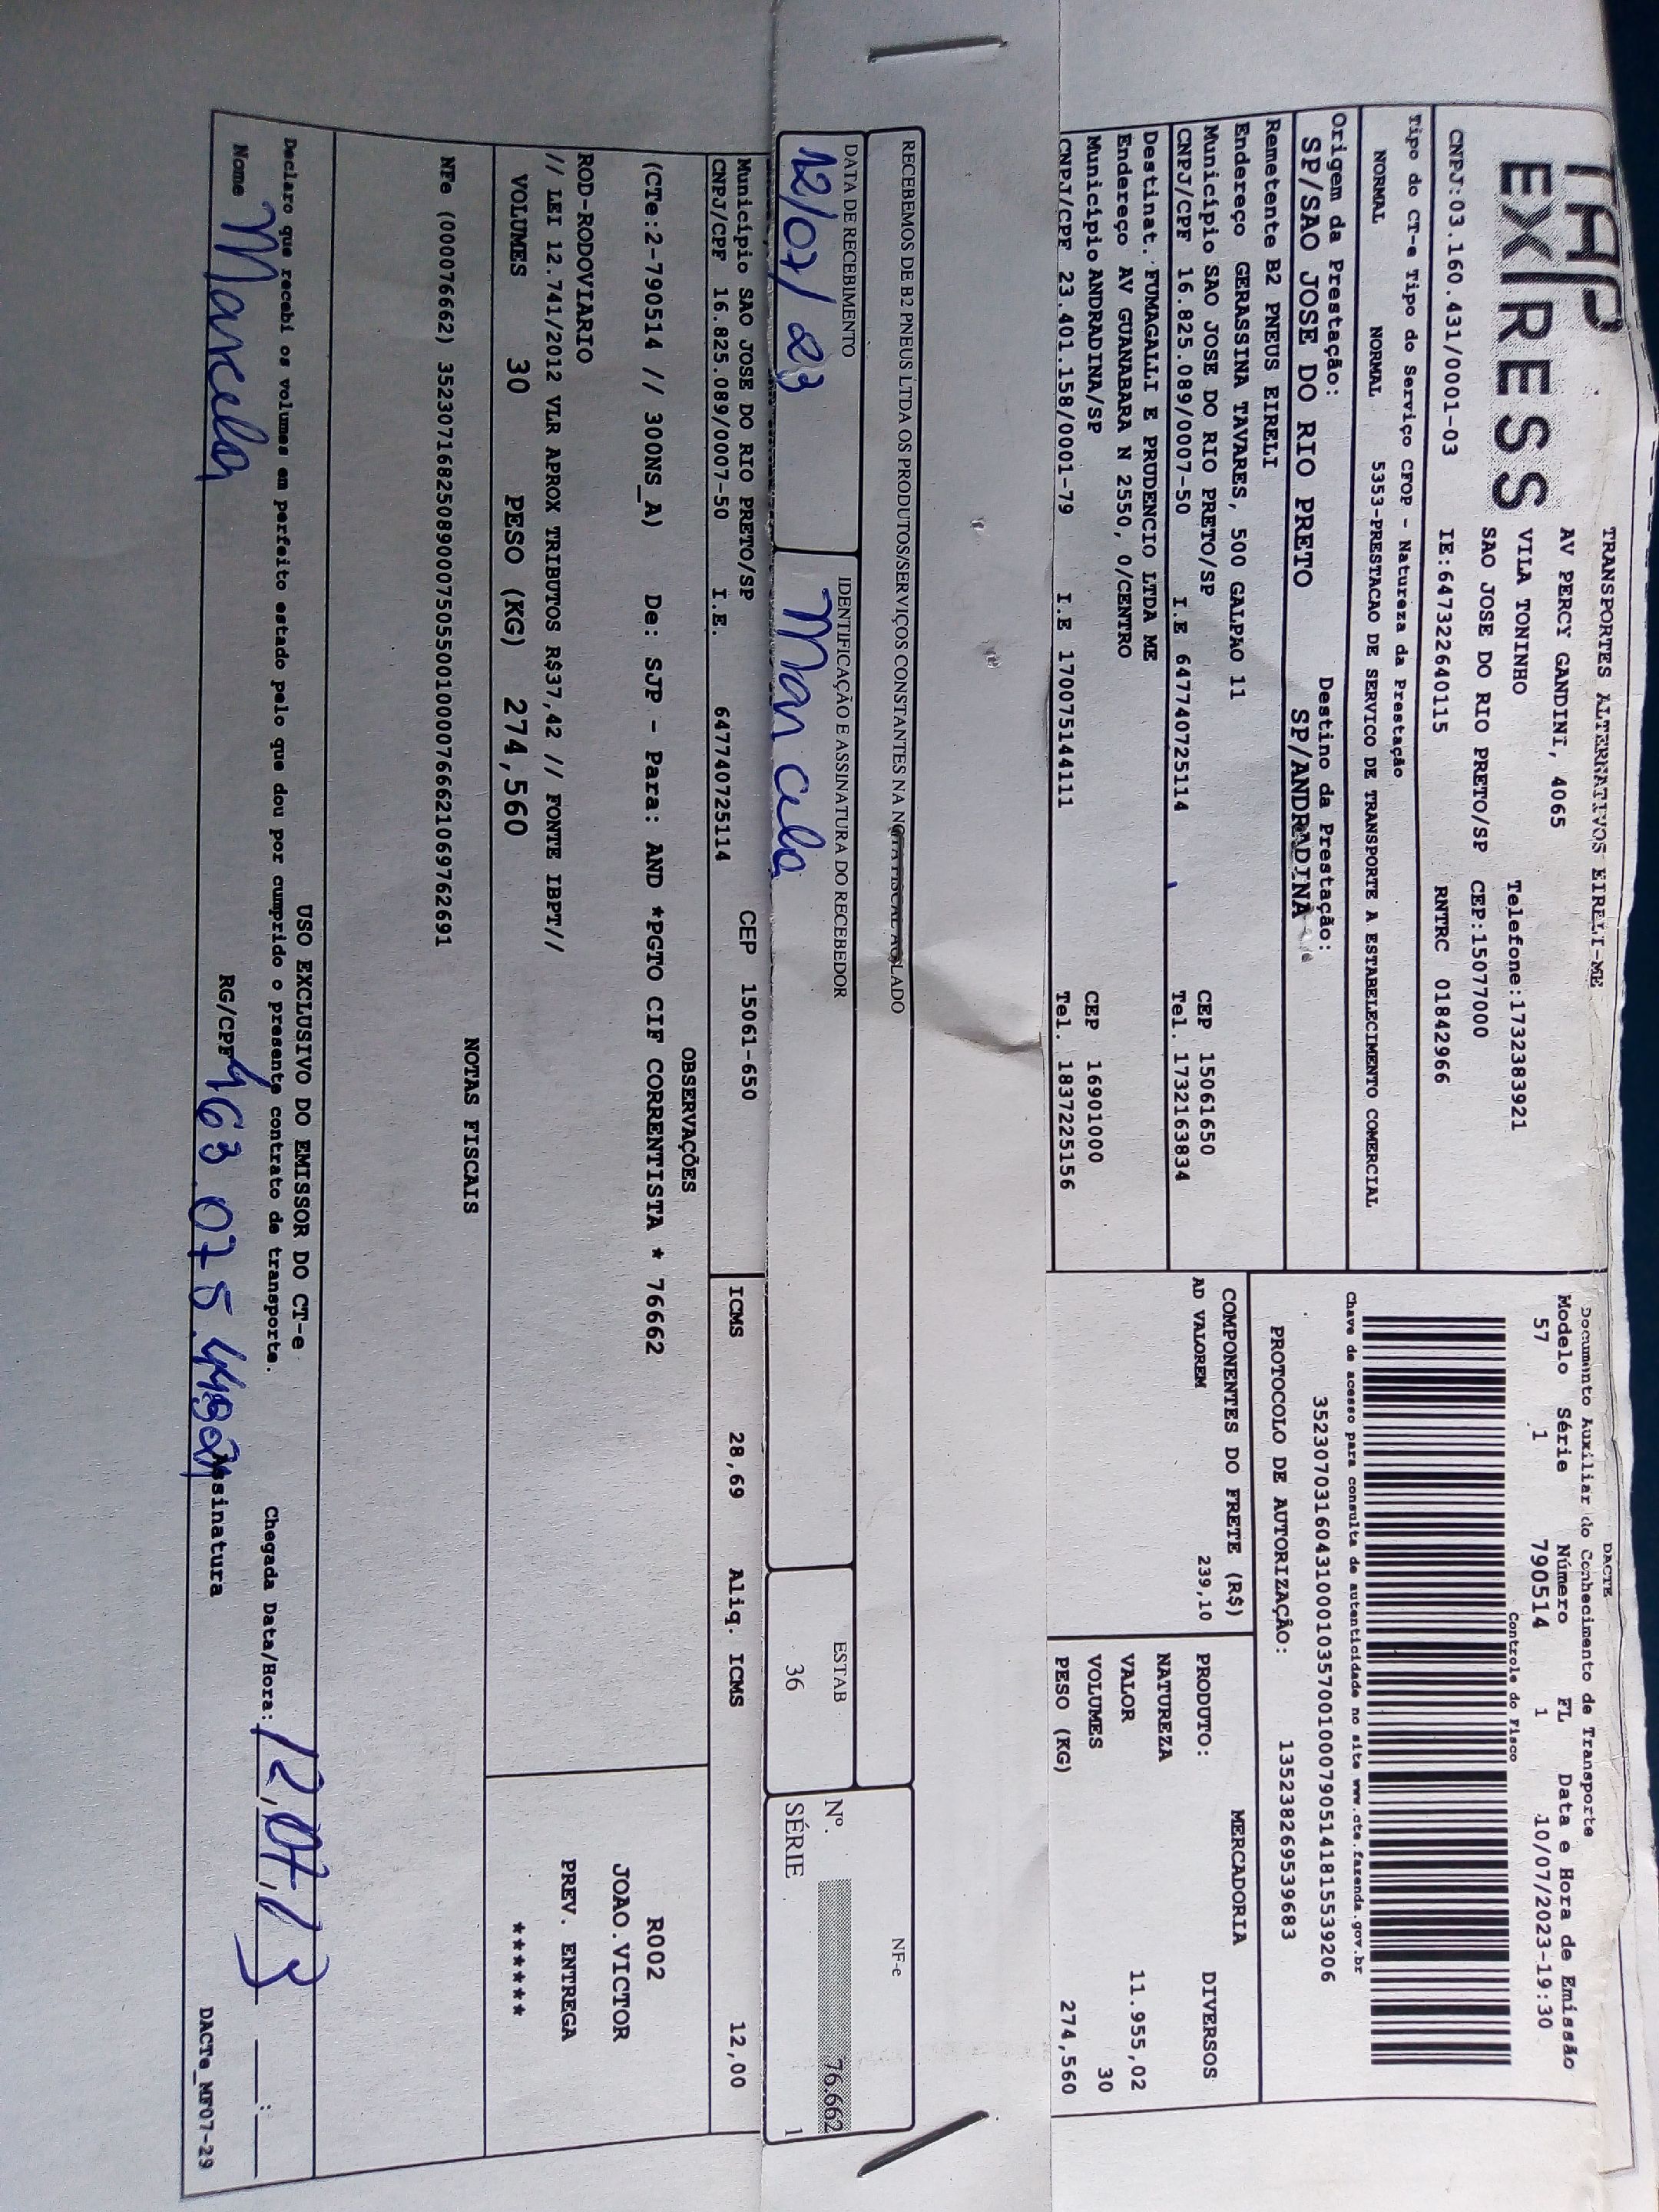 TAP
EXPRESS
TRANSPORTES ALTERNATIVOS EIRELI-ME
AV PERCY GANDINI, 4065
VILA TONINHO Telefone:1732383921
SAO JOSE DO RIO PRETO/SP CEP:15077000
CNPJ:03.160.431/0001-03 IE:647322640115 RNTRC 01842966
Tipo do CT-e Tipo do Serviço CFOP - Natureza da Prestação
NORMAL NORMAL 5353-PRESTACAO DE SERVICO DE TRANSPORTE A ESTABELECIMENTO COMERCIAL
Origem da Prestação: Destino da Prestação:
SP/SAO JOSE DO RIO PRETO SP/ANDRADINA
Remetente B2 PNEUS EIRELI
Endereço GERASSINA TAVARES, 500 GALPAO 11
Município SAO JOSE DO RIO PRETO/SP CEP 15061650
CNPJ/CPF 16.825.089/0007-50 I.E 647740725114 Tel. 1732163834
Destinat. FUMAGALLI E PRUDENCIO LTDA ME
Endereço AV GUANABARA N 2550, 0/CENTRO
Município ANDRADINA/SP CEP 16901000
CNPJ/CPF 23.401.158/0001-79 I.E 170075144111 Tel. 1837225156
DACTE
Documento Auxiliar do Conhecimento de Transporte
Modelo Série Número FL Data e Hora de Emissão
57 1 790514 1 10/07/2023-19:30
Controle do Fisco
Chave de acesso para consulta de autenticidade no site www.cte.fazenda.gov.br
35230703160431000103570010007905141815539206
PROTOCOLO DE AUTORIZAÇÃO: 135238269539683
COMPONENTES DO FRETE (R$)
AD VALOREM 239,10
MERCADORIA
PRODUTO: DIVERSOS
NATUREZA
VALOR 11.955,02
VOLUMES 30
PESO (KG) 274,560
RECEBEMOS DE B2 PNEUS LTDA OS PRODUTOS/SERVIÇOS CONSTANTES NA NOTA FISCAL AO LADO
NF-e
DATA DE RECEBIMENTO IDENTIFICAÇÃO E ASSINATURA DO RECEBEDOR ESTAB
12/07/23 Marcela 36
Nº. 76.662
SÉRIE 1
Município SAO JOSE DO RIO PRETO/SP CEP 15061-650
CNPJ/CPF 16.825.089/0007-50 I.E. 647740725114
ICMS 28,69 Aliq. ICMS 12,00
OBSERVAÇÕES
(CTe:2-790514 // 300NS_A) De: SJP - Para: AND *PGTO CIF CORRENTISTA * 76662
ROD-RODOVIARIO
// LEI 12.741/2012 VLR APROX TRIBUTOS R$37,42 // FONTE IBPT//
VOLUMES 30 PESO (KG) 274,560
R002
JOAO.VICTOR
PREV. ENTREGA
******
NOTAS FISCAIS
NFe (000076662) 35230716825089000750550010000766621069762691
USO EXCLUSIVO DO EMISSOR DO CT-e
Declaro que recebi os volumes em perfeito estado pelo que dou por cumprido o presente contrato de transporte. Chegada Data/Hora: 12/07/23 __:__
Nome Marcela RG/CPF Assinatura
DACTe_MF07-29